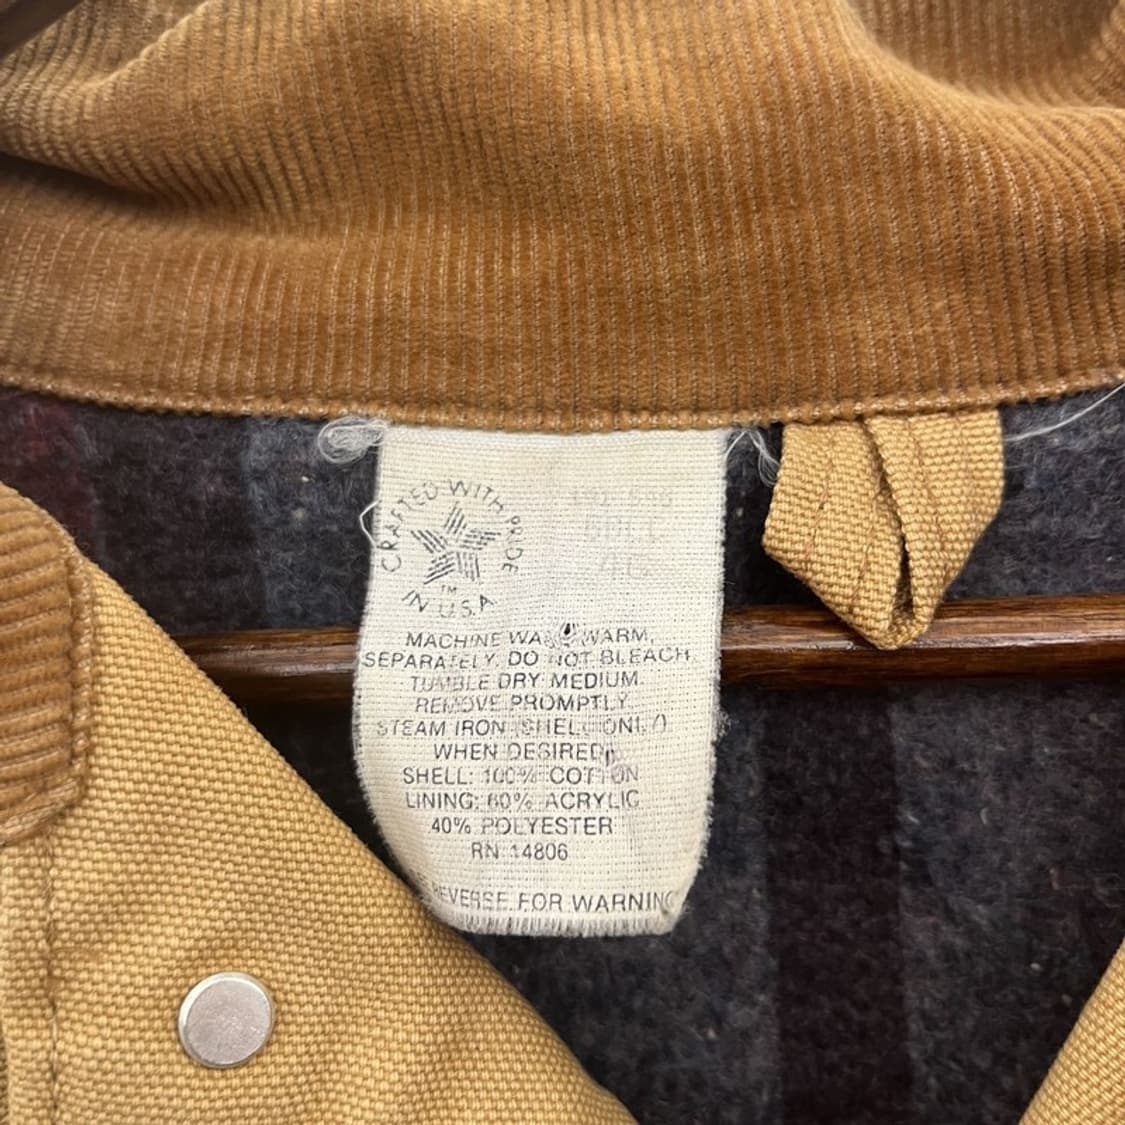 CRAFTED WITH PRIDE
TM
IN U.S.A
MACHINE WARM,
SEPARATELY. DO NOT BLEACH.
TUMBLE DRY MEDIUM
REMOVE PROMPTLY.
STEAM IRON (SHELL ONLY)
WHEN DESIRED.
SHELL: 100% COTTON
LINING: 60% ACRYLIC
40% POLYESTER
RN 14806
REVERSE FOR WARNING